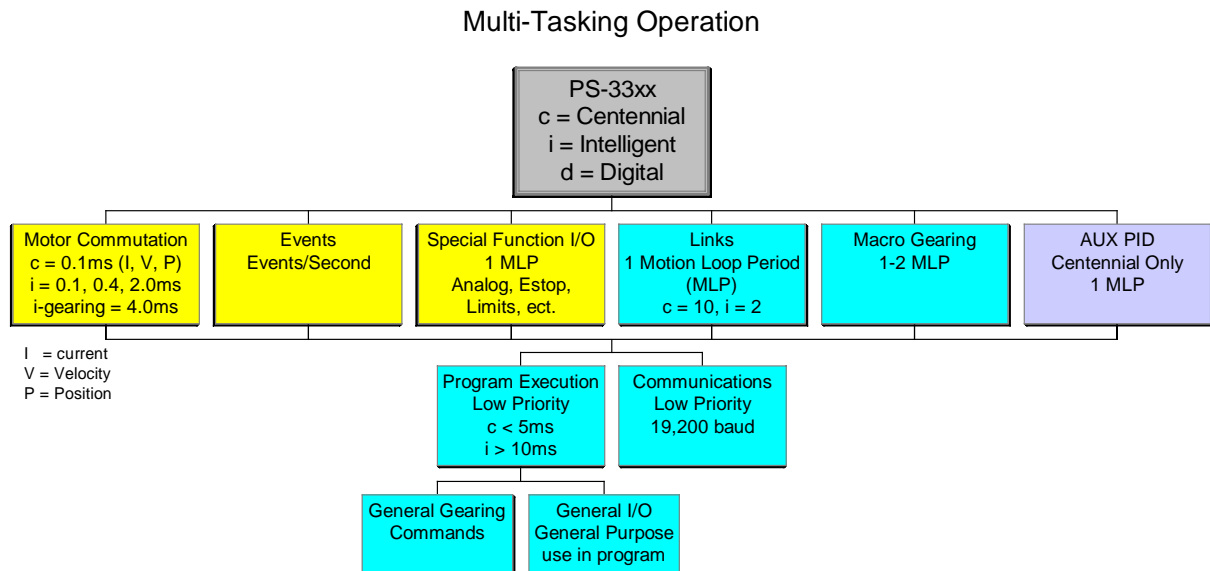 Multi-Tasking Operation
PS-33xx
c = Centennial
i = Intelligent
d = Digital
Motor Commutation
c = 0.1ms (I, V, P)
i = 0.1, 0.4, 2.0ms
i-gearing = 4.0ms
Events
Events/Second
Special Function I/O
1 MLP
Analog, Estop,
Limits, ect.
Links
1 Motion Loop Period
(MLP)
c = 10, i = 2
Macro Gearing
1-2 MLP
AUX PID
Centennial Only
1 MLP
I = current
V = Velocity
P = Position
Program Execution
Low Priority
c < 5ms
i > 10ms
Communications
Low Priority
19,200 baud
General Gearing
Commands
General I/O
General Purpose
use in program